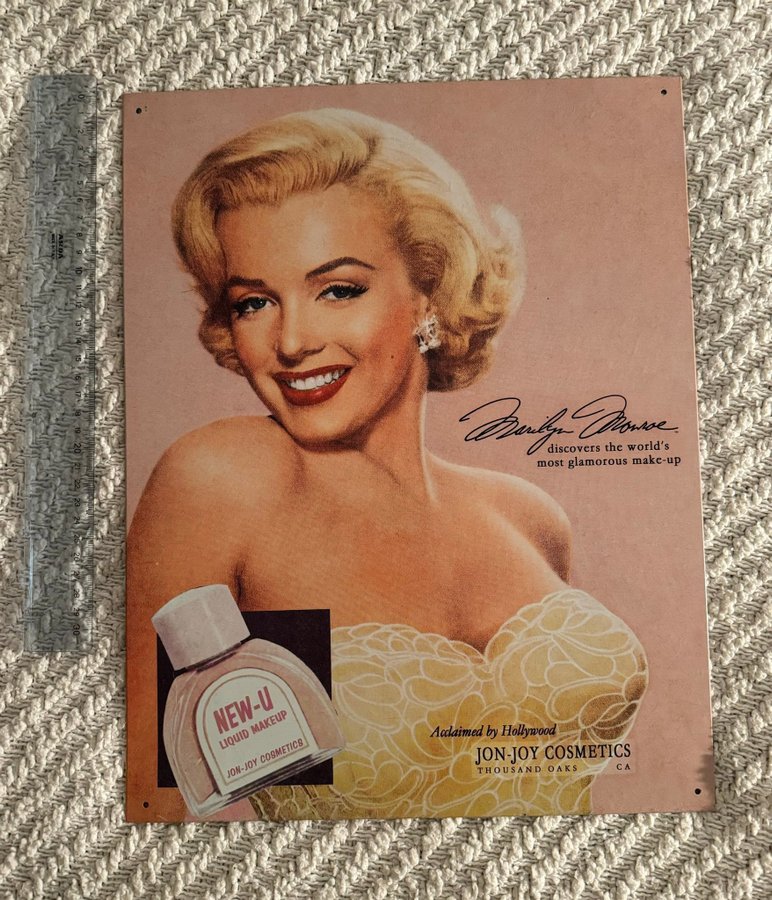 Marilyn Monroe
discovers the world's
most glamorous make-up
NEW-U
LIQUID MAKEUP
JON-JOY COSMETICS
Acclaimed by Hollywood
JON-JOY COSMETICS
THOUSAND OAKS CA